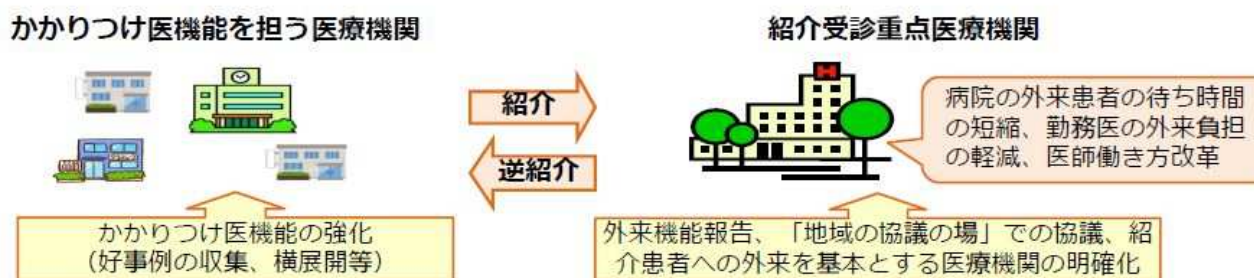 かかりつけ医機能を担う医療機関
紹介受診重点医療機関
紹介
逆紹介
H
病院の外来患者の待ち時間
の短縮、勤務医の外来負担
の軽減、医師働き方改革
かかりつけ医機能の強化
（好事例の収集、横展開等）
外来機能報告、「地域の協議の場」での協議、紹
介患者への外来を基本とする医療機関の明確化